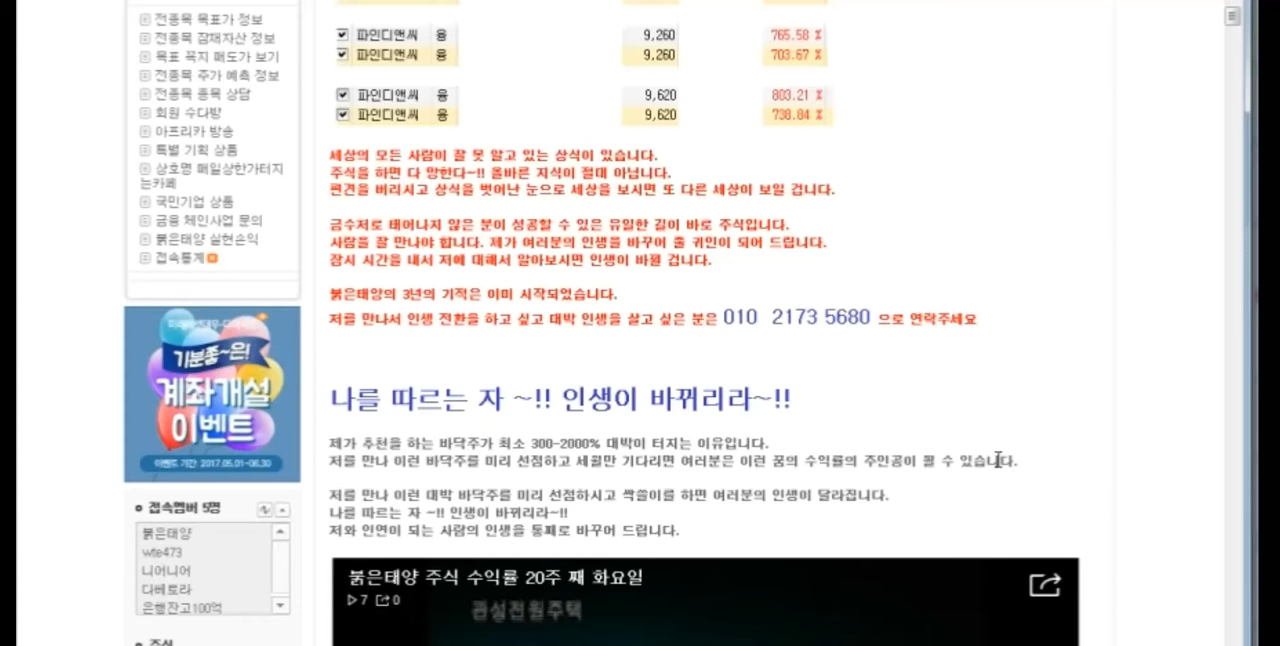 전종목 목표가 정보
전종목 잠재자산 정보
목표 꼭지 매도가 보기
전종목 주가 예측 정보
전종목 종목 상담
회원 수다방
아프리카 방송
특별 기획 상품
상호명 매일상한가터지
는카페
국민기업 상품
금융 체인사업 문의
붉은태양 실현손익
접속통계
기분좋~은!
계좌개설
이벤트
이벤트 기간: 2017.05.01~06.30
접속멤버 5명
붉은태양
wte473
니어니어
다베토라
은행잔고100억
주식
파인디앤씨 융 9,260 765.58 %
파인디앤씨 융 9,260 703.67 %
파인디앤씨 융 9,620 803.21 %
파인디앤씨 융 9,620 738.84 %
세상의 모든 사람이 잘 못 알고 있는 상식이 있습니다.
주식을 하면 다 망한다~!! 올바른 지식이 절대 아닙니다.
편견을 버리시고 상식을 벗어난 눈으로 세상을 보시면 또 다른 세상이 보일 겁니다.
금수저로 태어나지 않은 분이 성공할 수 있은 유일한 길이 바로 주식입니다.
사람을 잘 만나야 합니다. 제가 여러분의 인생을 바꾸어 줄 귀인이 되어 드립니다.
잠시 시간을 내서 저에 대해서 알아보시면 인생이 바뀔 겁니다.
붉은태양의 3년의 기적은 이미 시작되었습니다.
저를 만나서 인생 전환을 하고 싶고 대박 인생을 살고 싶은 분은 010 2173 5680 으로 연락주세요
나를 따르는 자 ~!! 인생이 바뀌리라~!!
제가 추천을 하는 바닥주가 최소 300-2000% 대박이 터지는 이유입니다.
저를 만나 이런 바닥주를 미리 선점하고 세월만 기다리면 여러분은 이런 꿈의 수익률의 주인공이 될 수 있습니다.
저를 만나 이런 대박 바닥주를 미리 선점하시고 싹쓸이를 하면 여러분의 인생이 달라집니다.
나를 따르는 자 ~!! 인생이 바뀌리라~!!
저와 인연이 되는 사람의 인생을 통째로 바꾸어 드립니다.
붉은태양 주식 수익률 20주 째 화요일
7 0
전원주택